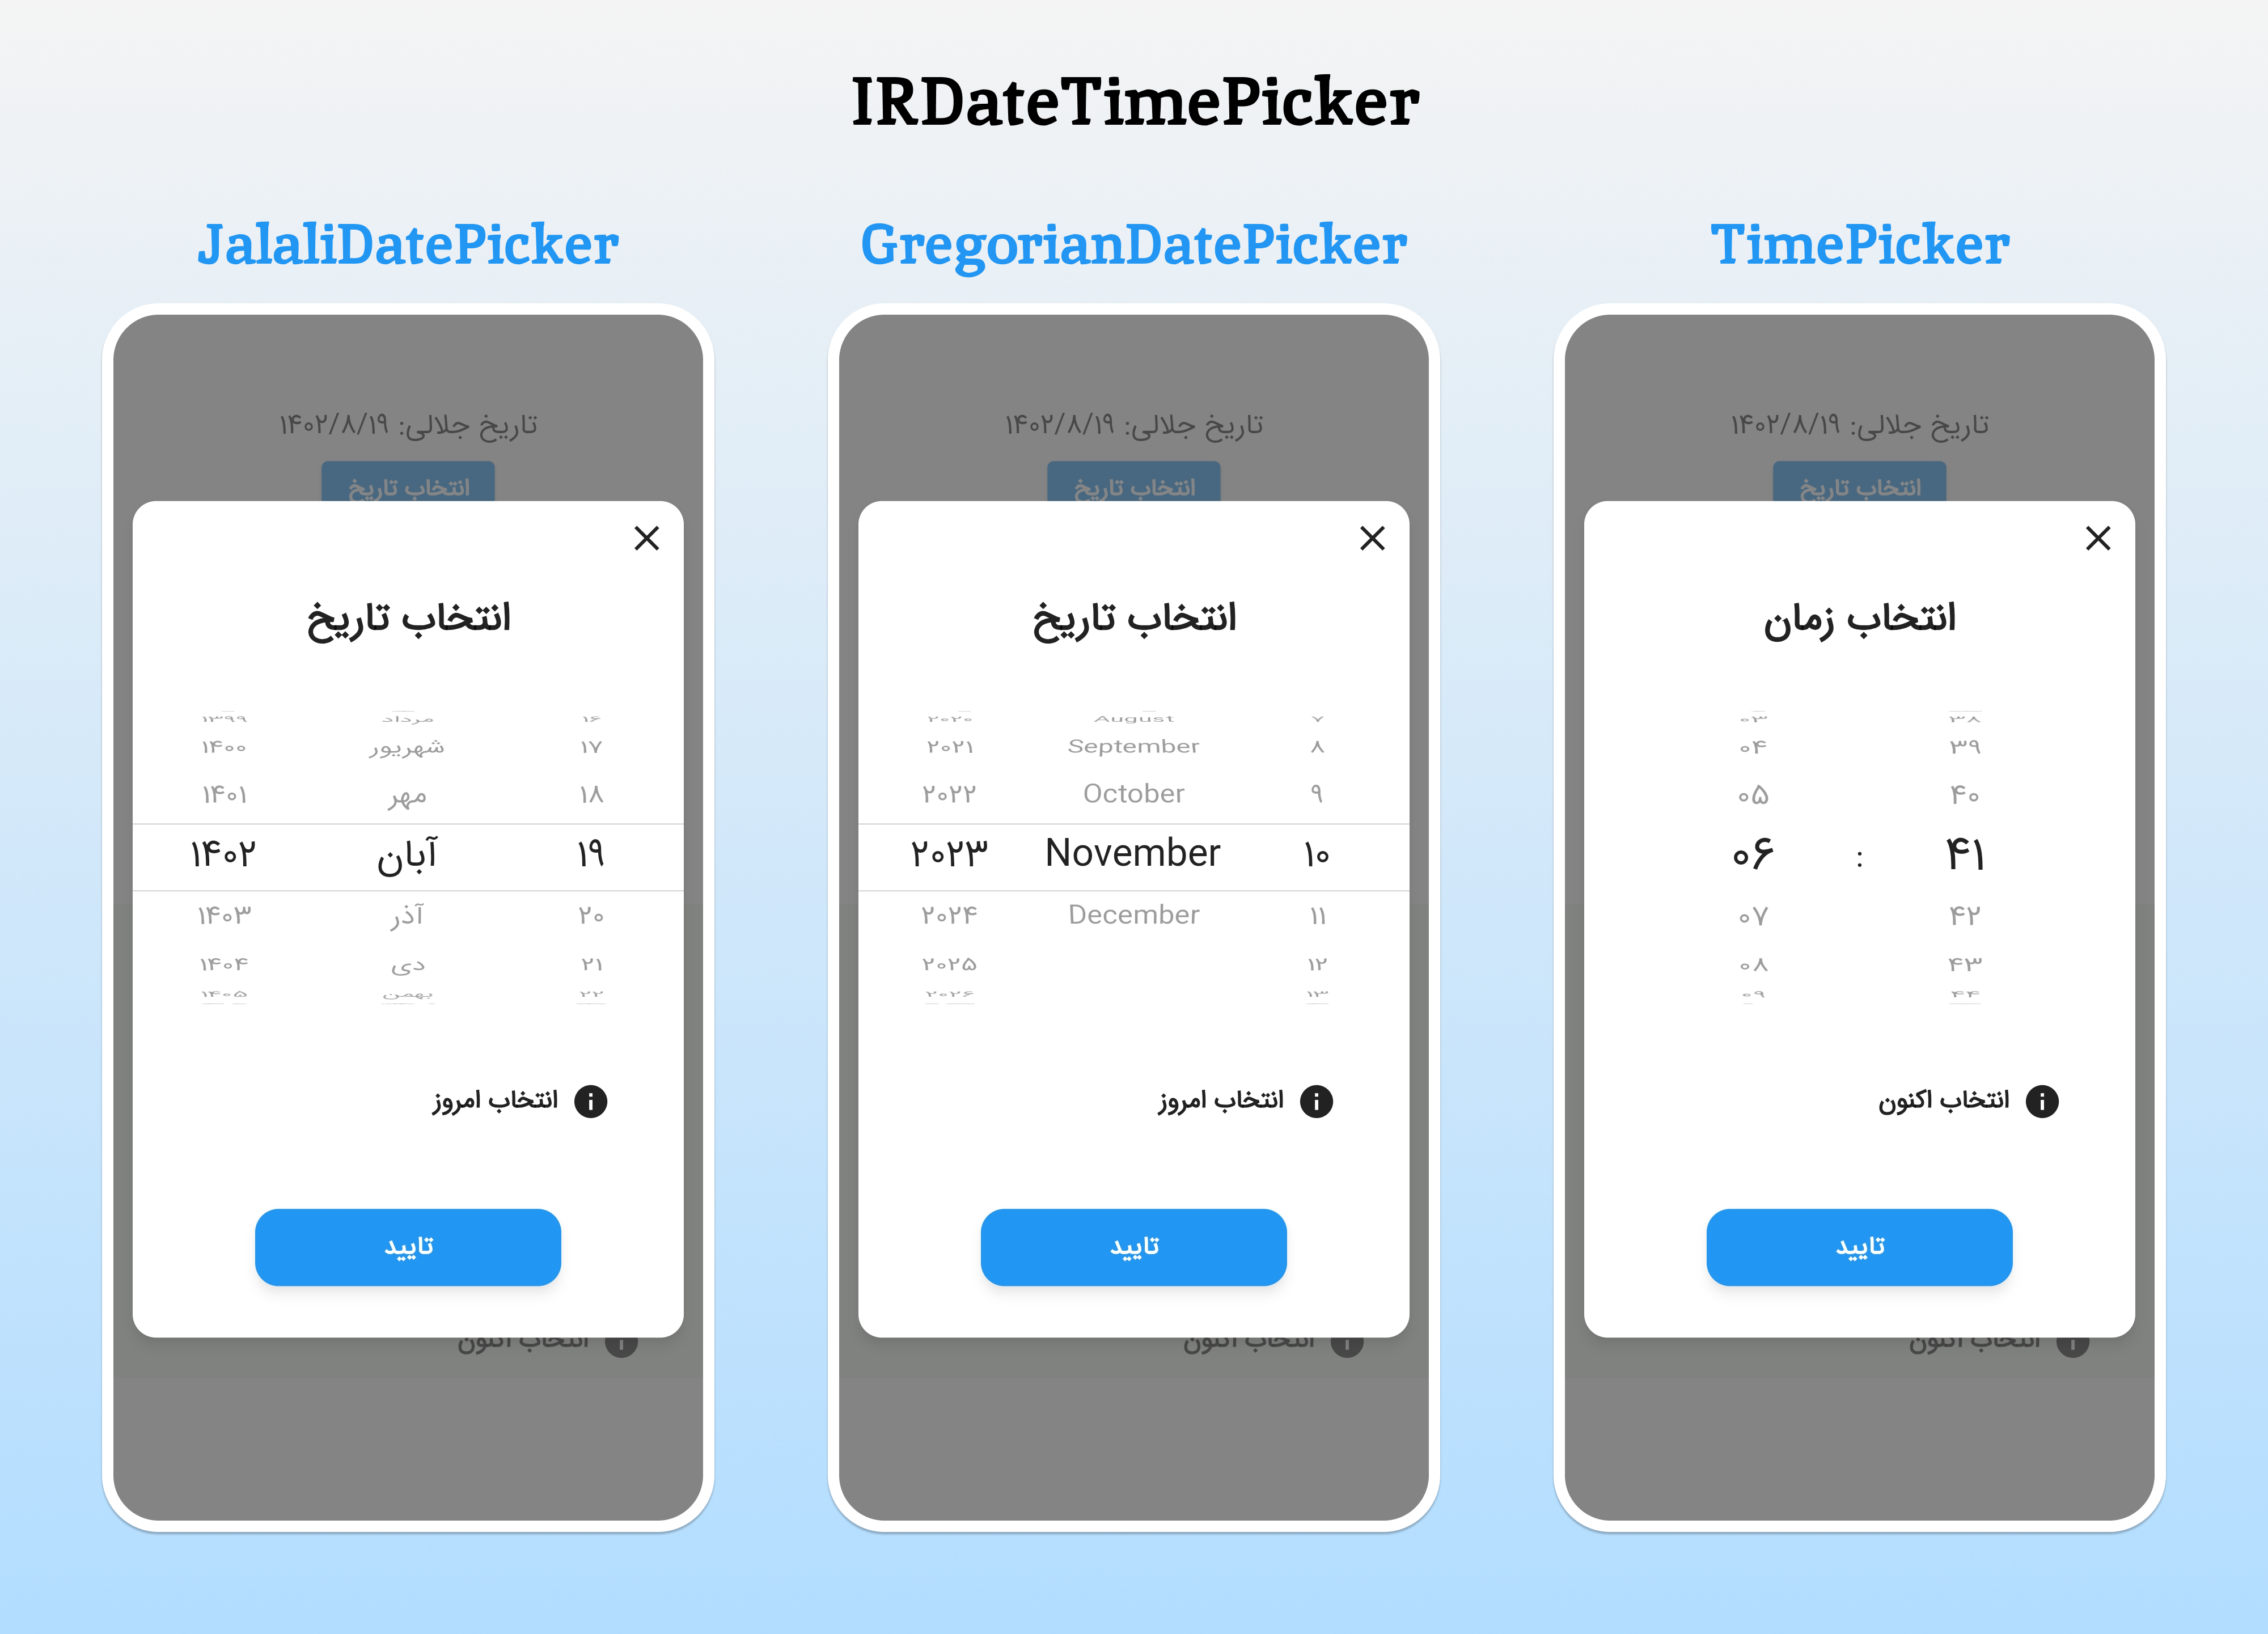 IRDateTimePicker
JalaliDatePicker
تاریخ جلالی: ۱۴۰۲/۸/۱۹
انتخاب تاریخ
انتخاب تاریخ
۱۳۹۹ مرداد ۱۶
۱۴۰۰ شهریور ۱۷
۱۴۰۱ مهر ۱۸
۱۴۰۲ آبان ۱۹
۱۴۰۳ آذر ۲۰
۱۴۰۴ دی ۲۱
۱۴۰۵ بهمن ۲۲
انتخاب امروز
تایید
انتخاب اکنون
GregorianDatePicker
تاریخ جلالی: ۱۴۰۲/۸/۱۹
انتخاب تاریخ
انتخاب تاریخ
۲۰۲۰ August ۷
۲۰۲۱ September ۸
۲۰۲۲ October ۹
۲۰۲۳ November ۱۰
۲۰۲۴ December ۱۱
۲۰۲۵ ۱۲
۲۰۲۶ ۱۳
انتخاب امروز
تایید
انتخاب اکنون
TimePicker
تاریخ جلالی: ۱۴۰۲/۸/۱۹
انتخاب تاریخ
انتخاب زمان
۰۳ ۳۸
۰۴ ۳۹
۰۵ ۴۰
۰۶ : ۴۱
۰۷ ۴۲
۰۸ ۴۳
۰۹ ۴۴
انتخاب اکنون
تایید
انتخاب اکنون